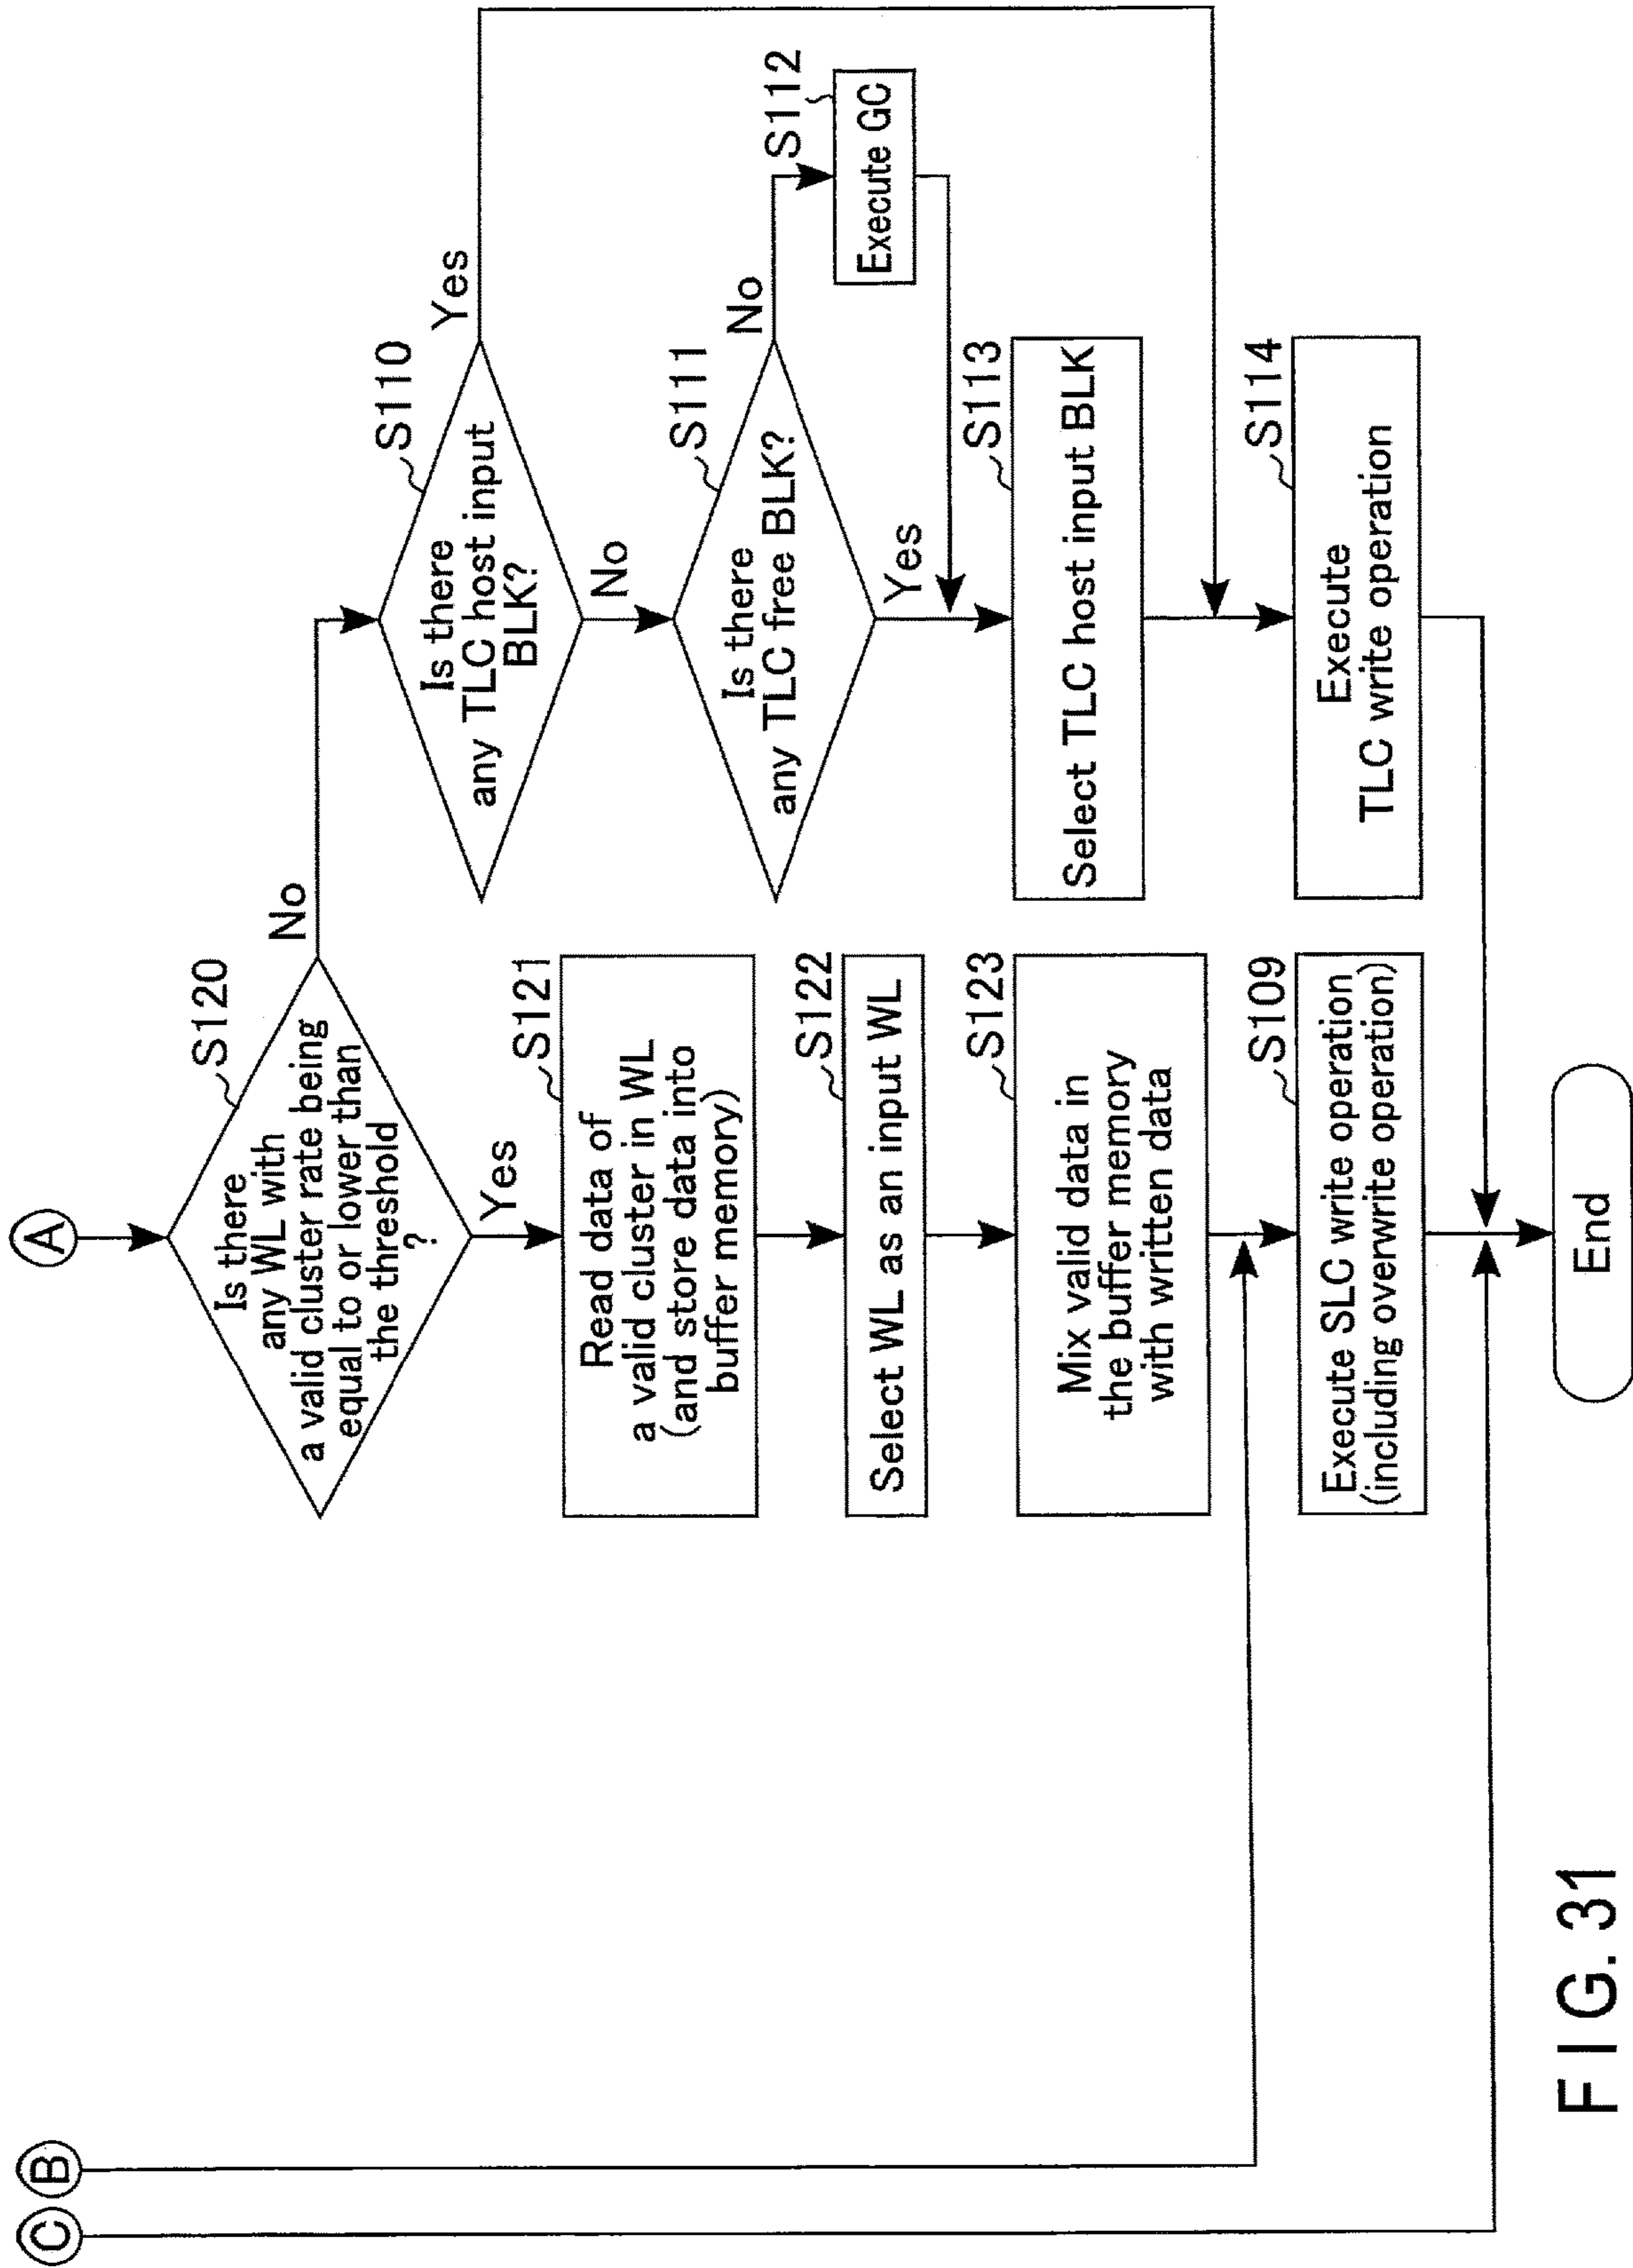 A
B
C
S120
Is there
any WL with
a valid cluster rate being
equal to or lower than
the threshold
?
No
Yes
S121
Read data of
a valid cluster in WL
(and store data into
buffer memory)
S122
Select WL as an input WL
S123
Mix valid data in
the buffer memory
with written data
S109
Execute SLC write operation
(including overwrite operation)
S110
Is there
any TLC host input
BLK?
Yes
No
S111
Is there
any TLC free BLK?
No
Yes
S112
Execute GC
S113
Select TLC host input BLK
S114
Execute
TLC write operation
End
FIG. 31